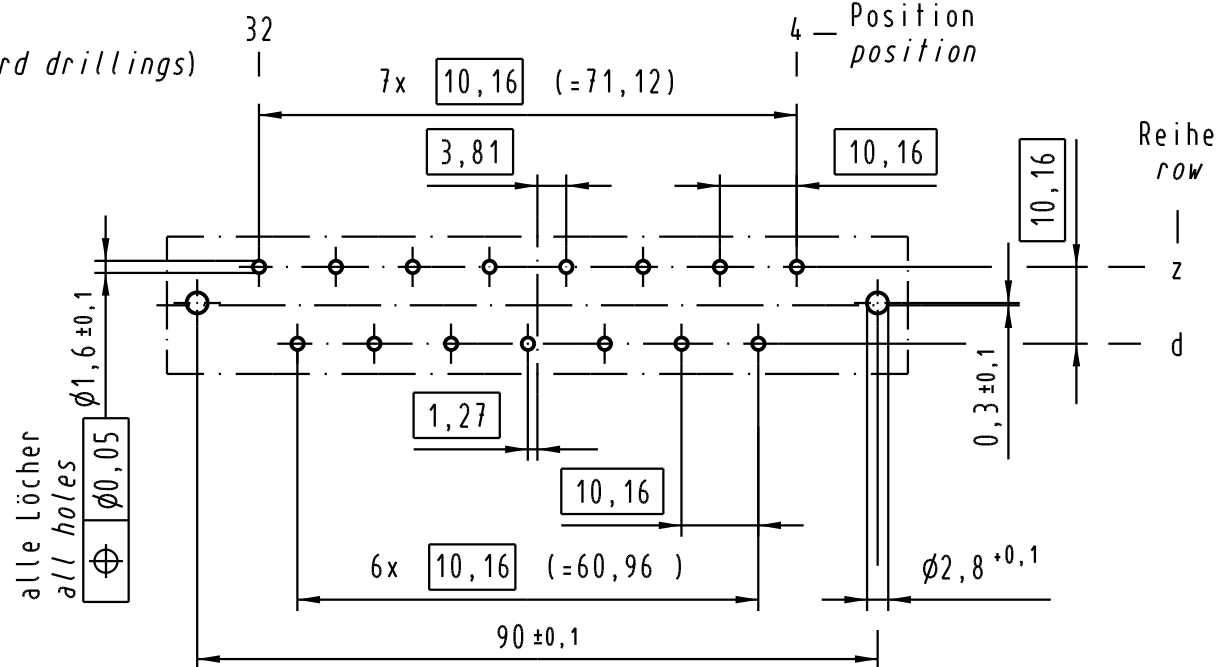 32
4
Position
position
rd drillings)
7x 10,16 (=71,12)
3,81
10,16
10,16
Reihe
row
z
d
ø1,6±0,1
alle Löcher
all holes
ø0,05
1,27
0,3±0,1
10,16
6x 10,16 (=60,96 )
ø2,8 +0,1
90±0,1